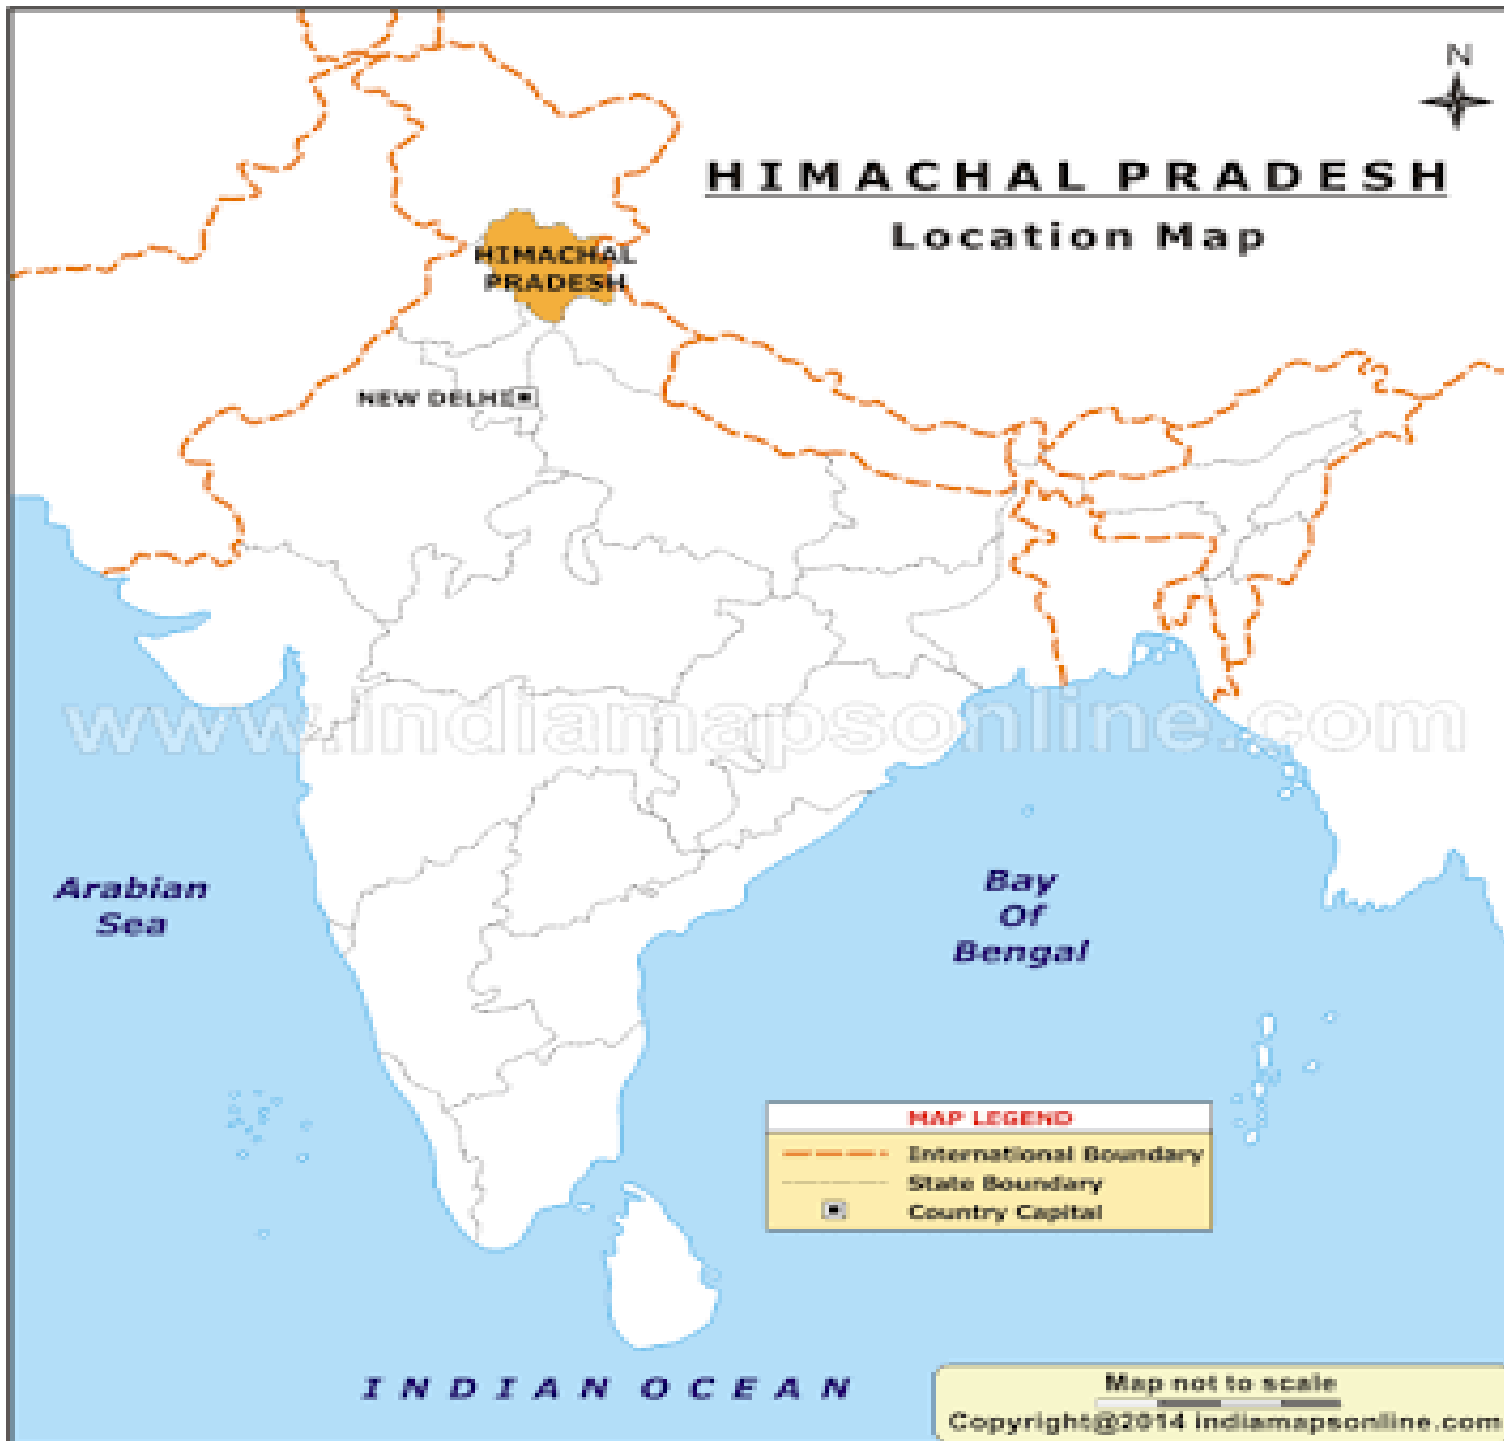 N
HIMACHAL PRADESH
Location Map
HIMACHAL
PRADESH
NEW DELHI
www.indiamapsonline.com
Arabian
Sea
Bay
Of
Bengal
MAP LEGEND
International Boundary
State Boundary
Country Capital
INDIAN OCEAN
Map not to scale
Copyright@2014 indiamapsonline.com